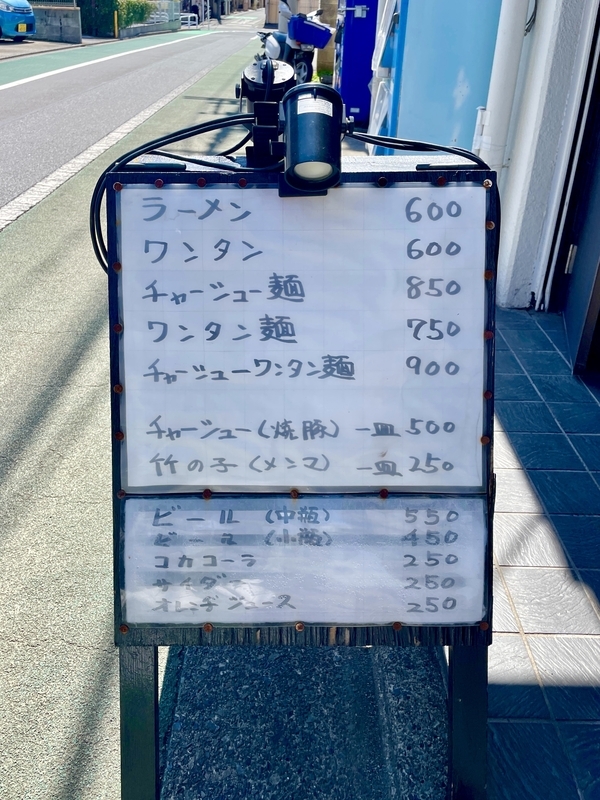 ラーメン 600
ワンタン 600
チャーシュー麺 850
ワンタン麺 750
チャーシューワンタン麺 900
チャーシュー(焼豚) 一皿 500
竹の子(メンマ) 一皿 250
ビール (中瓶) 550
ビール (小瓶) 450
コカコーラ 250
サイダー 250
オレンヂジュース 250